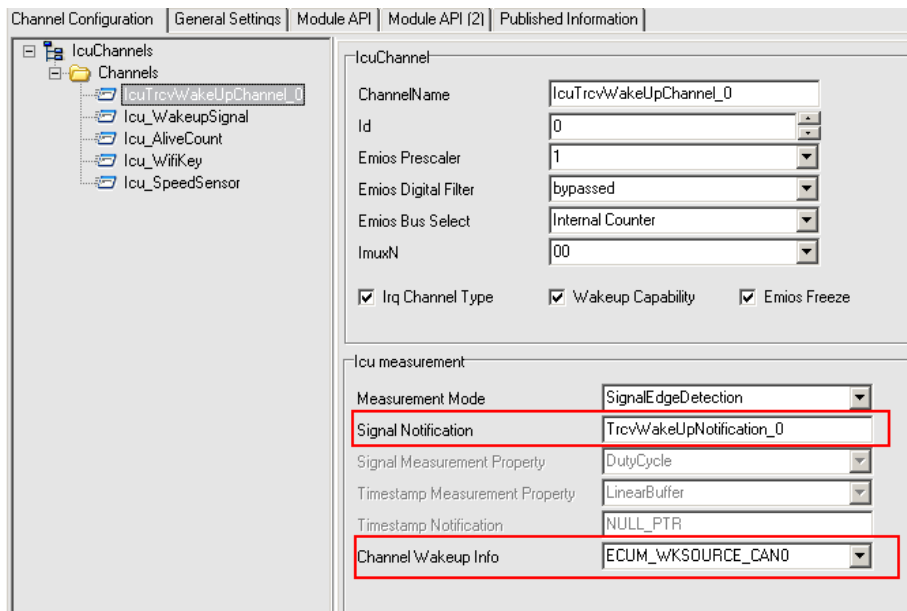 Channel Configuration General Settings Module API Module API (2) Published Information
IcuChannels
Channels
IcuTrcvWakeUpChannel_0
Icu_WakeupSignal
Icu_AliveCount
Icu_WifiKey
Icu_SpeedSensor
IcuChannel
ChannelName IcuTrcvWakeUpChannel_0
Id 0
Emios Prescaler 1
Emios Digital Filter bypassed
Emios Bus Select Internal Counter
ImuxN 00
Irq Channel Type Wakeup Capability Emios Freeze
Icu measurement
Measurement Mode SignalEdgeDetection
Signal Notification TrcvWakeUpNotification_0
Signal Measurement Property DutyCycle
Timestamp Measurement Property LinearBuffer
Timestamp Notification NULL_PTR
Channel Wakeup Info ECUM_WKSOURCE_CAN0